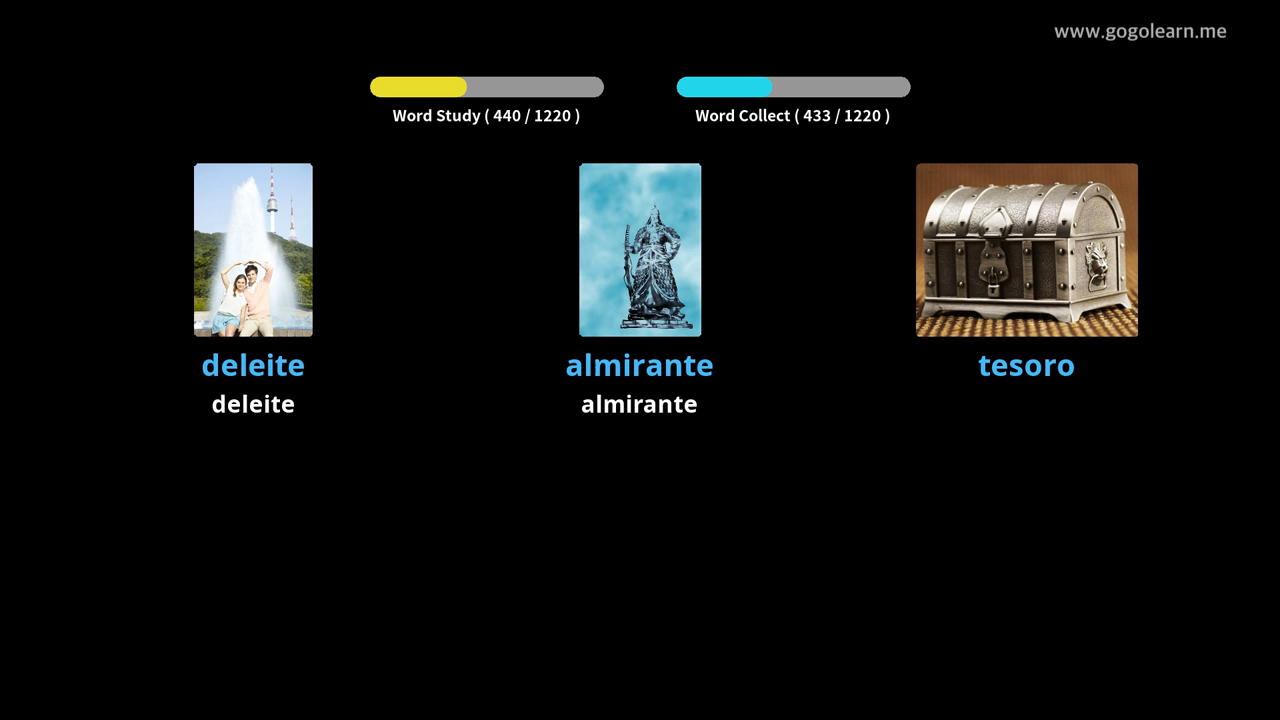 www.gogolearn.me
Word Study ( 440 / 1220 )
Word Collect ( 433 / 1220 )
deleite
almirante
tesoro
deleite
almirante